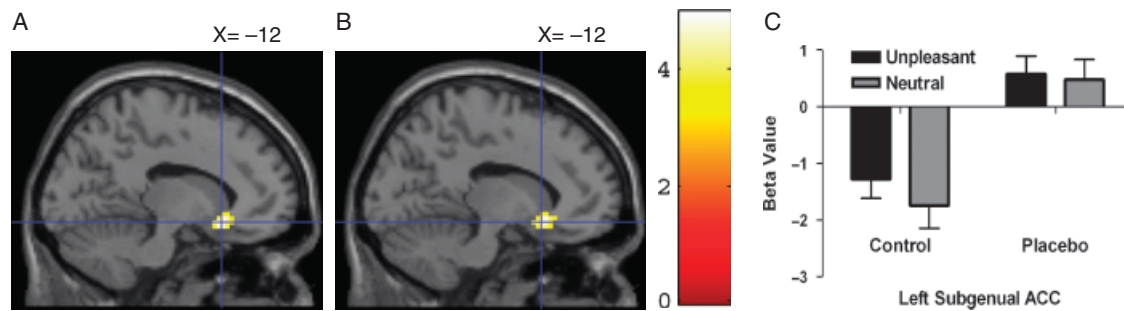 A
X= –12
B
X= –12
4
2
0
C
1
0
–1
–2
–3
Beta Value
Unpleasant
Neutral
Control
Placebo
Left Subgenual ACC